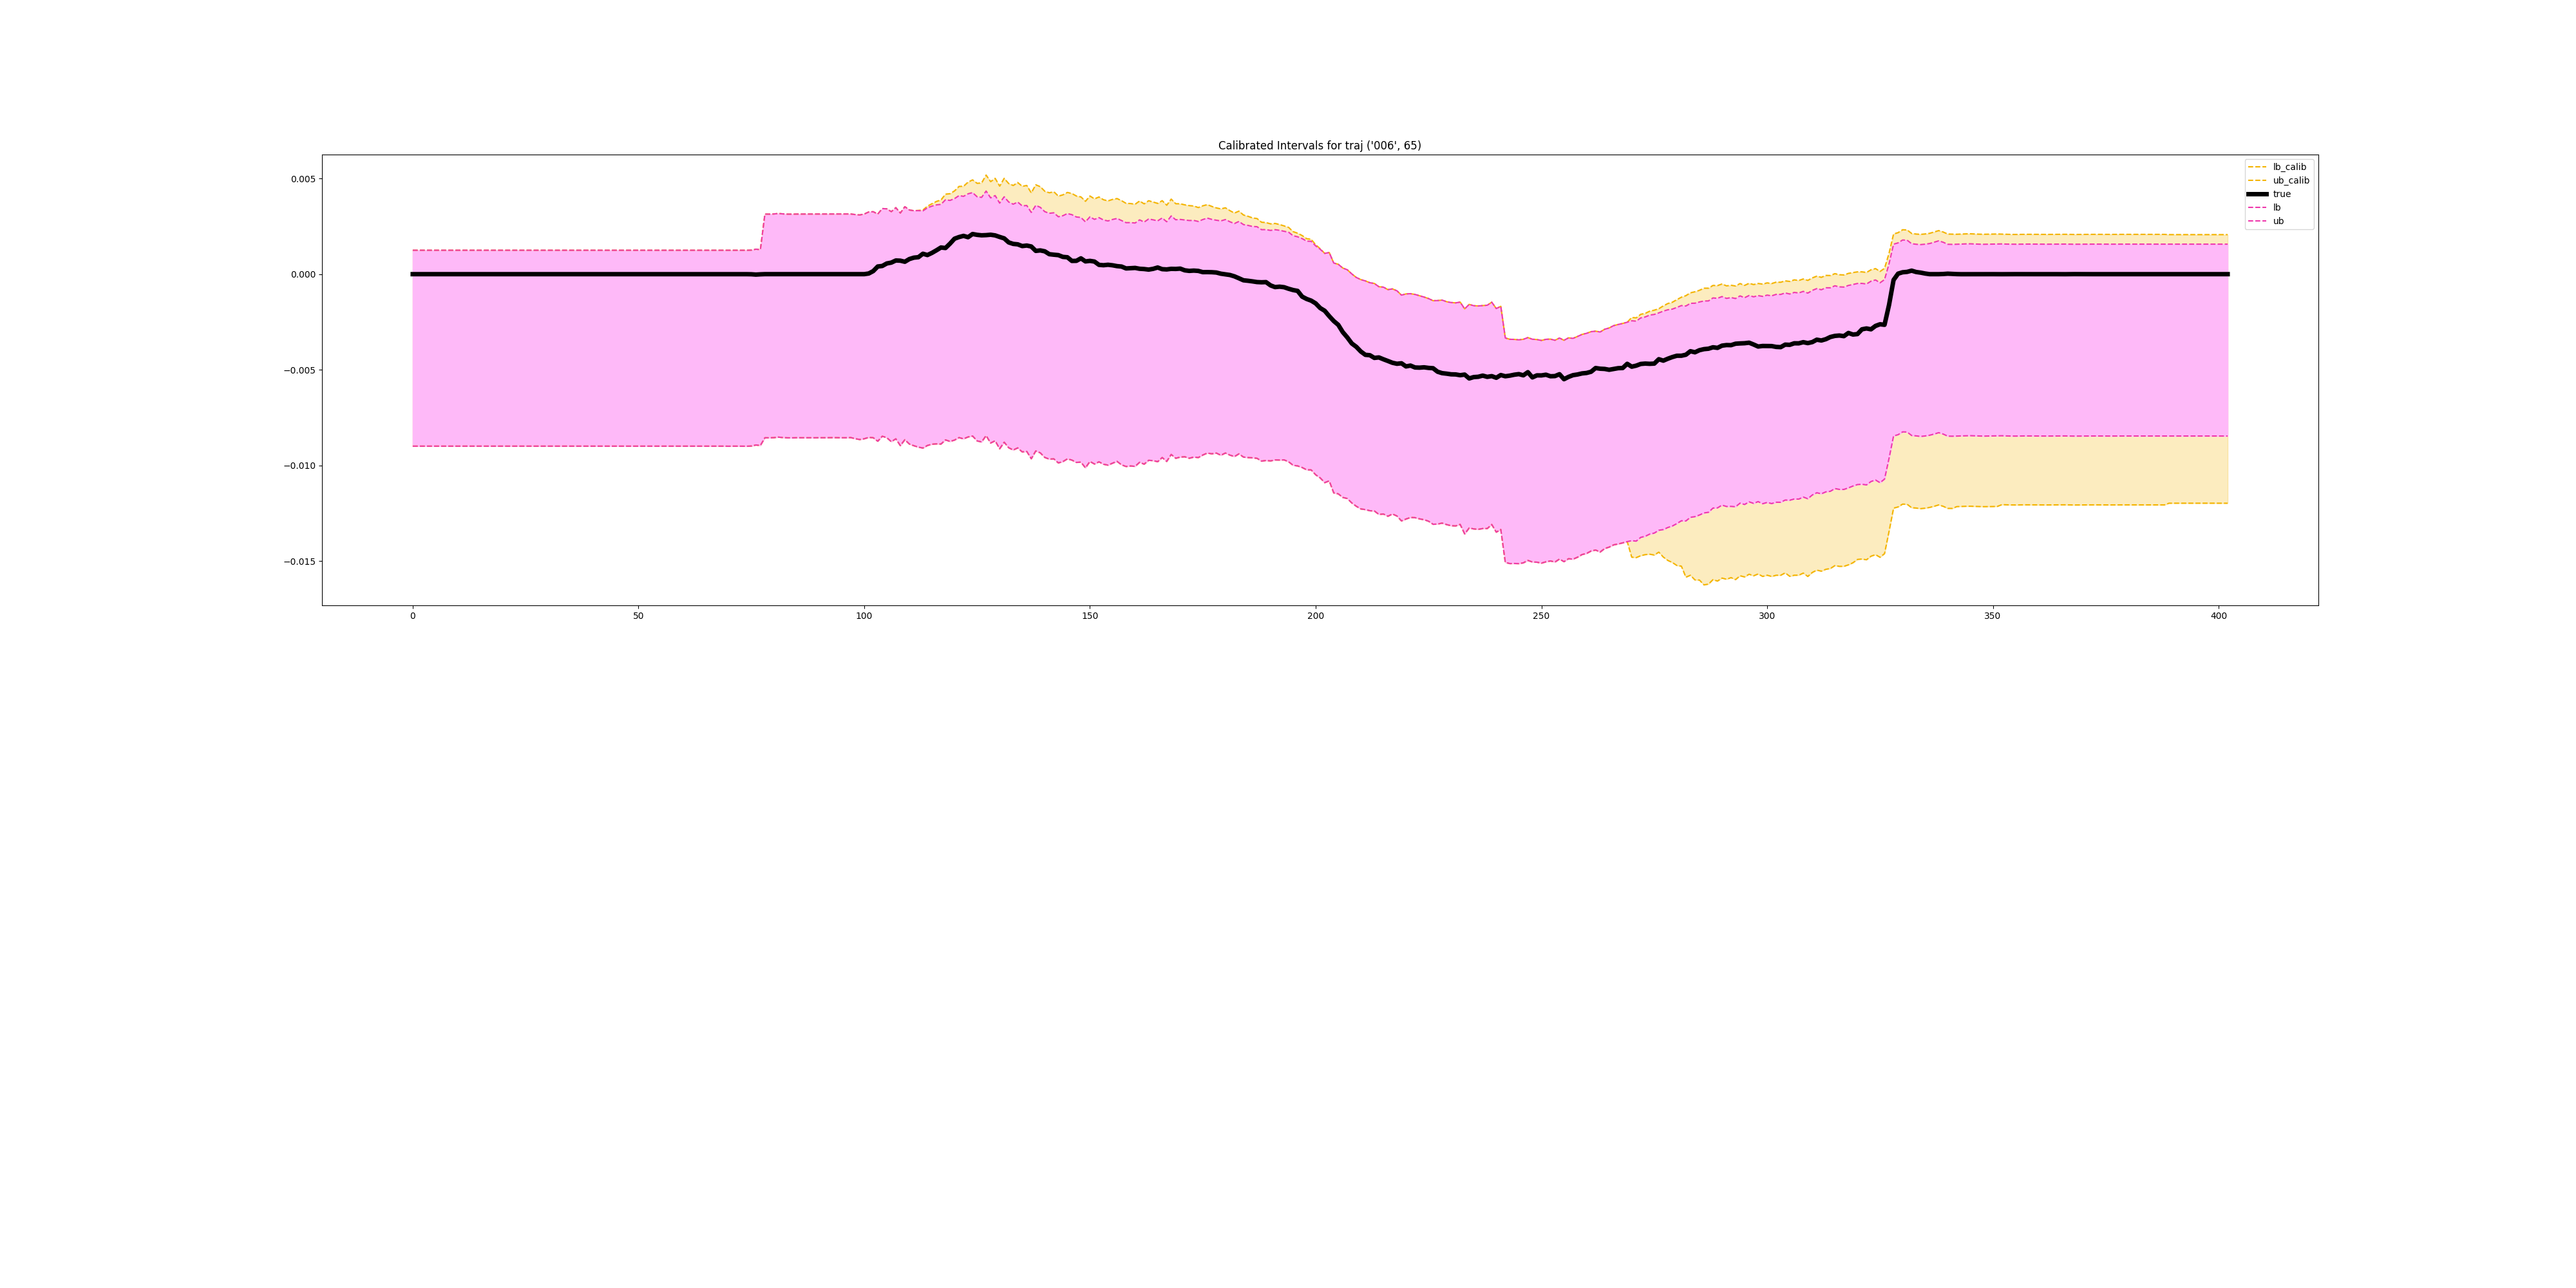 Calibrated Intervals for traj ('006', 65)
lb_calib
ub_calib
true
lb
ub
0.005
0.000
−0.005
−0.010
−0.015
0 50 100 150 200 250 300 350 400